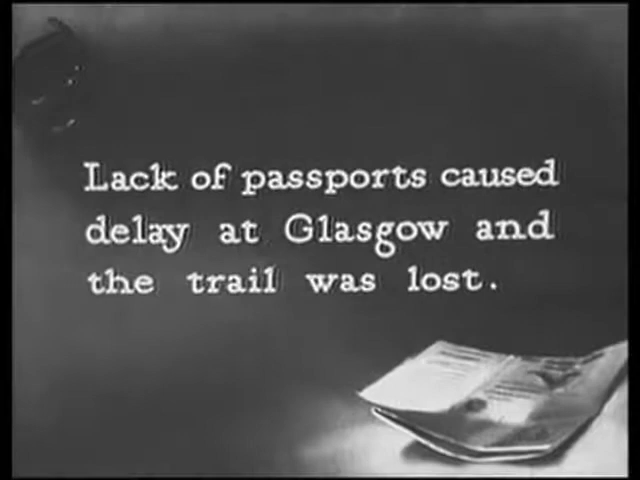 Lack of passports caused
delay at Glasgow and
the trail was lost.